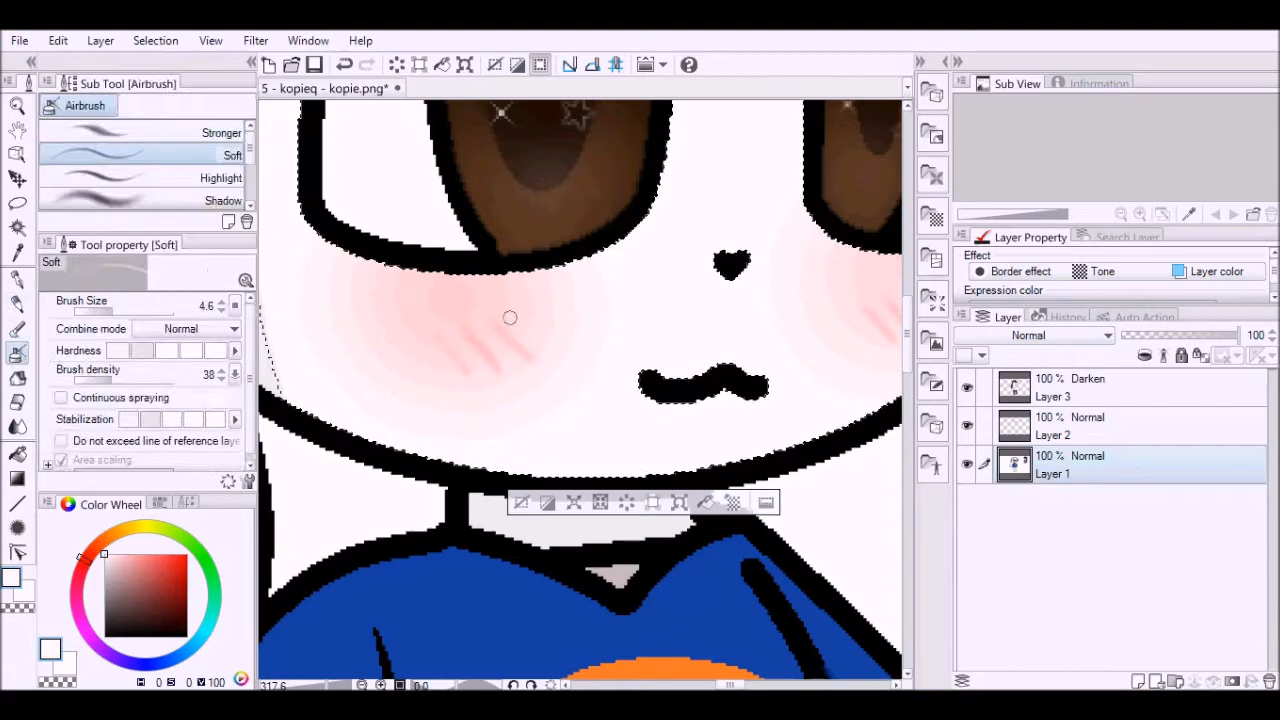 File Edit Layer Selection View Filter Window Help
Sub Tool [Airbrush]
Airbrush
Stronger
Soft
Highlight
Shadow
Tool property [Soft]
Soft
Brush Size 4.6
Combine mode Normal
Hardness
Brush density 38
Continuous spraying
Stabilization
Do not exceed line of reference laye
Area scaling
Color Wheel
0 0 V 100
5 - kopieq - kopie.png*
317.6 0.0
Sub View Information
Layer Property Search Layer
Effect
Border effect Tone Layer color
Expression color
Layer History Auto Action
Normal 100
100 % Darken
Layer 3
100 % Normal
Layer 2
100 % Normal
Layer 1